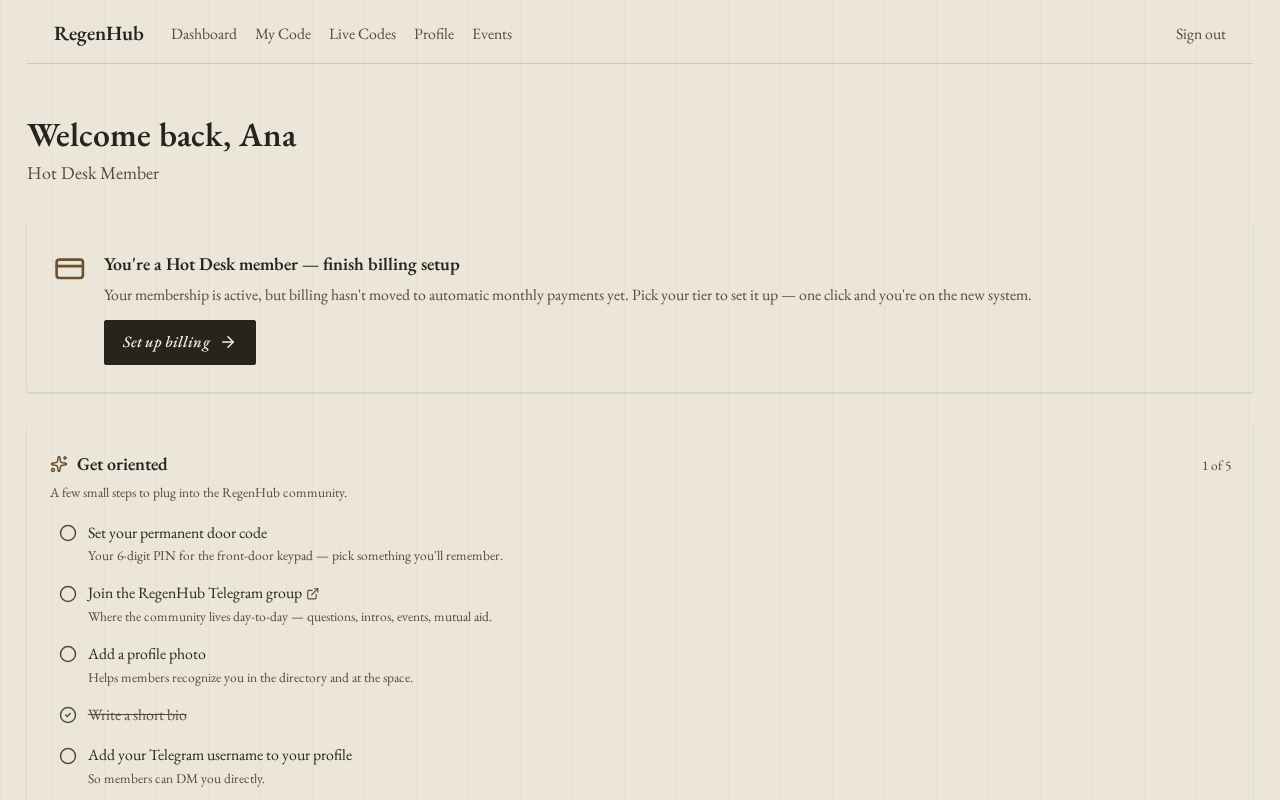 RegenHub Dashboard My Code Live Codes Profile Events Sign out
Welcome back, Ana
Hot Desk Member
You're a Hot Desk member — finish billing setup
Your membership is active, but billing hasn't moved to automatic monthly payments yet. Pick your tier to set it up — one click and you're on the new system.
Set up billing
Get oriented
1 of 5
A few small steps to plug into the RegenHub community.
Set your permanent door code
Your 6-digit PIN for the front-door keypad — pick something you'll remember.
Join the RegenHub Telegram group
Where the community lives day-to-day — questions, intros, events, mutual aid.
Add a profile photo
Helps members recognize you in the directory and at the space.
Write a short bio
Add your Telegram username to your profile
So members can DM you directly.